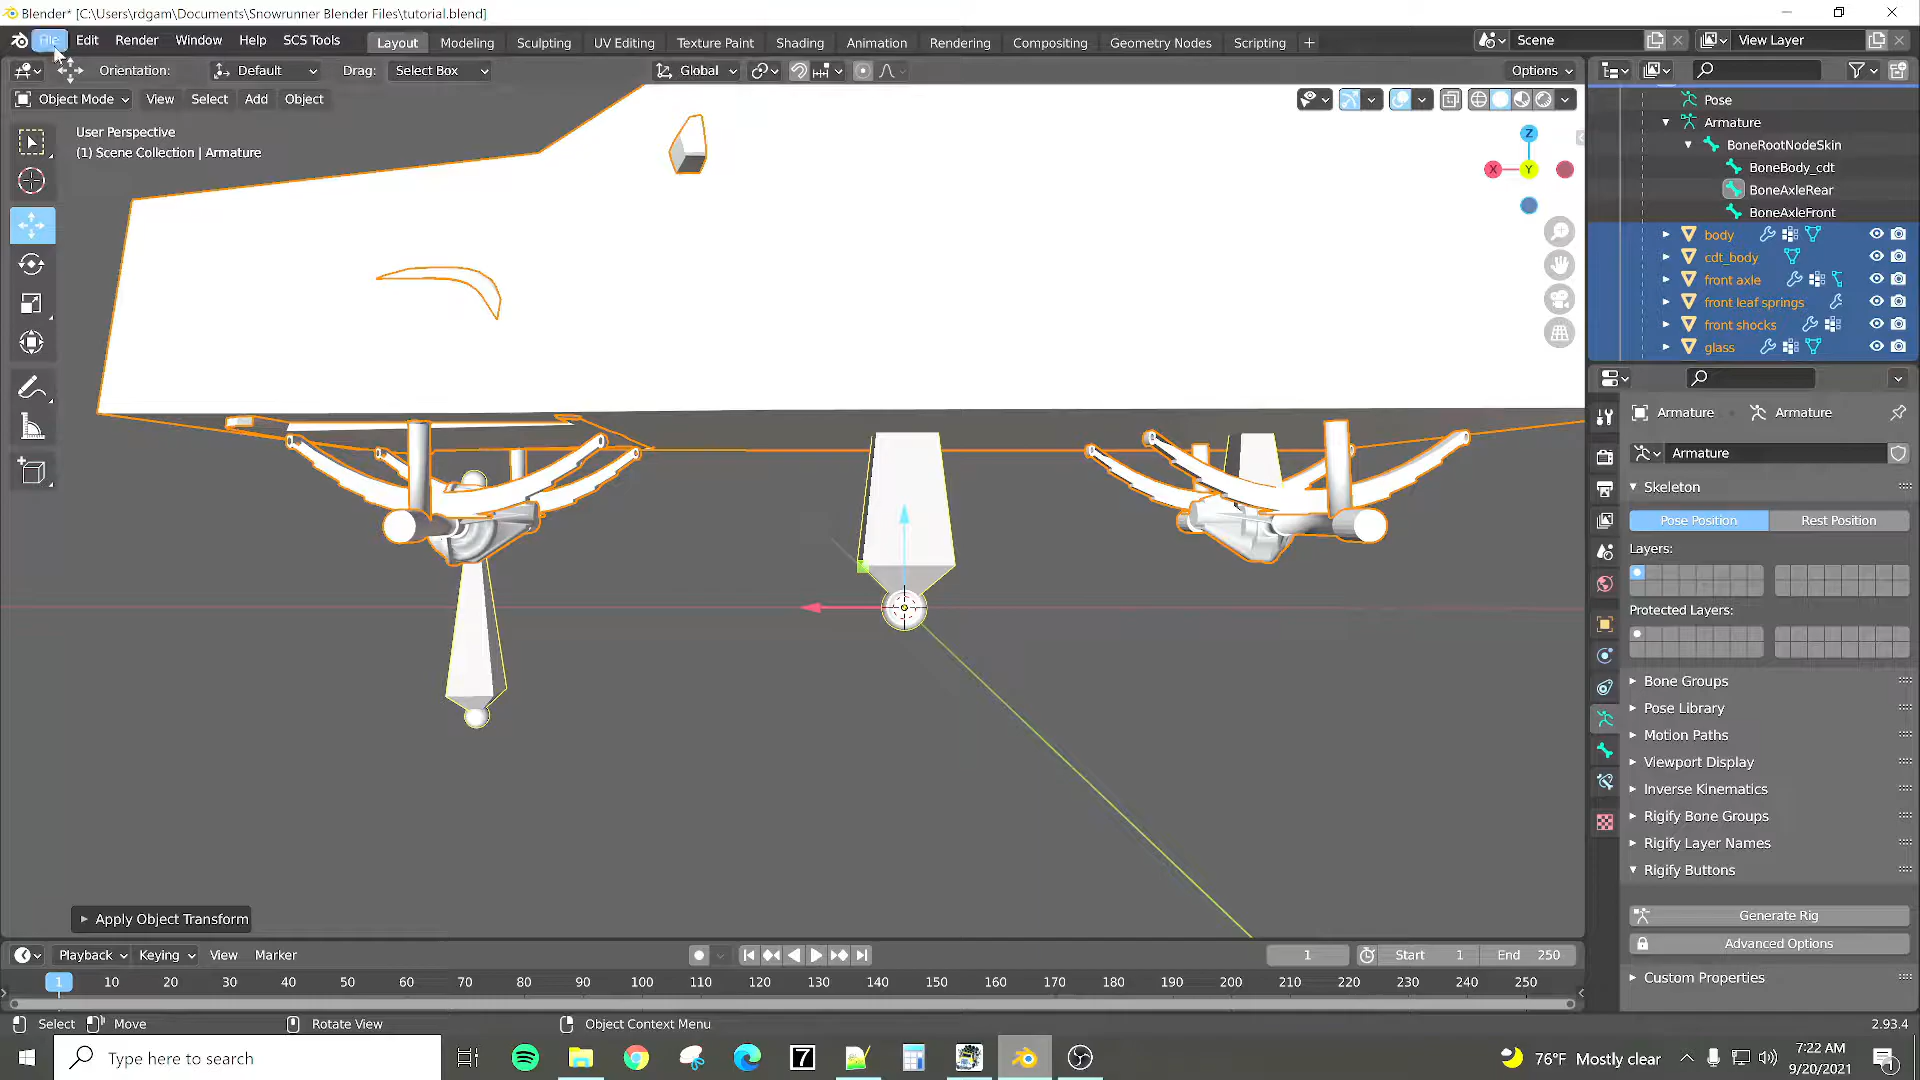 Blender* [C:\Users\rdgam\Documents\Snowrunner Blender Files\tutorial.blend]
File Edit Render Window Help SCS Tools Layout Modeling Sculpting UV Editing Texture Paint Shading Animation Rendering Compositing Geometry Nodes Scripting + Scene View Layer
Orientation: Default Drag: Select Box Global Options
Object Mode View Select Add Object
User Perspective
(1) Scene Collection | Armature
Z
X
Y
Pose
Armature
BoneRootNodeSkin
BoneBody_cdt
BoneAxleRear
BoneAxleFront
body
cdt_body
front axle
front leaf springs
front shocks
glass
Armature Armature
Armature
Skeleton
Pose Position Rest Position
Layers:
Protected Layers:
Bone Groups
Pose Library
Motion Paths
Viewport Display
Inverse Kinematics
Rigify Bone Groups
Rigify Layer Names
Rigify Buttons
Generate Rig
Advanced Options
Custom Properties
Apply Object Transform
Playback Keying View Marker 1 Start 1 End 250
1 10 20 30 40 50 60 70 80 90 100 110 120 130 140 150 160 170 180 190 200 210 220 230 240 250
Select Move Rotate View Object Context Menu 2.93.4
Type here to search 7 76°F Mostly clear 7:22 AM
9/20/2021 1